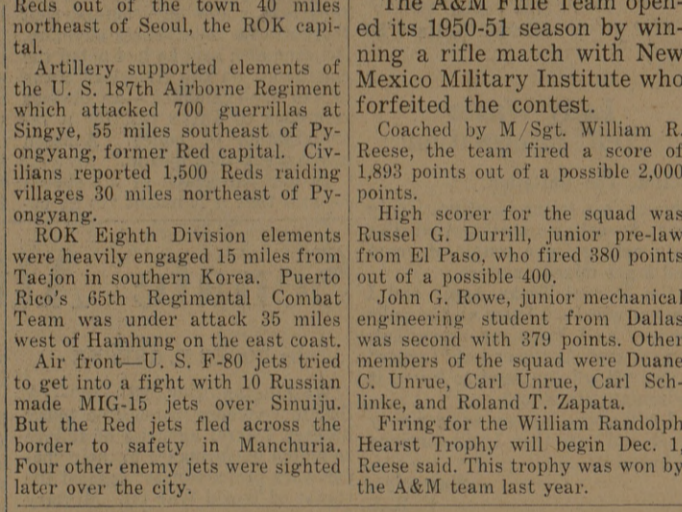 Reds out of the town 40 miles
northeast of Seoul, the ROK capi-
tal.
Artillery supported elements of
the U. S. 187th Airborne Regiment
which attacked 700 guerrillas at
Singye, 55 miles southeast of Py-
ongyang, former Red capital. Civ-
ilians reported 1,500 Reds raiding
villages 30 miles northeast of Py-
ongyang.
ROK Eighth Division elements
were heavily engaged 15 miles from
Taejon in southern Korea. Puerto
Rico's 65th Regimental Combat
Team was under attack 35 miles
west of Hamhung on the east coast.
Air front—U. S. F-80 jets tried
to get into a fight with 10 Russian
made MIG-15 jets over Sinuiju.
But the Red jets fled across the
border to safety in Manchuria.
Four other enemy jets were sighted
later over the city.
The A&M Rifle Team open-
ed its 1950-51 season by win-
ning a rifle match with New
Mexico Military Institute who
forfeited the contest.
Coached by M/Sgt. William R.
Reese, the team fired a score of
1,893 points out of a possible 2,000
points.
High scorer for the squad was
Russel G. Durrill, junior pre-law
from El Paso, who fired 380 points
out of a possible 400.
John G. Rowe, junior mechanical
engineering student from Dallas
was second with 379 points. Other
members of the squad were Duane
C. Unrue, Carl Unrue, Carl Sch-
linke, and Roland T. Zapata.
Firing for the William Randolph
Hearst Trophy will begin Dec. 1,
Reese said. This trophy was won by
the A&M team last year.